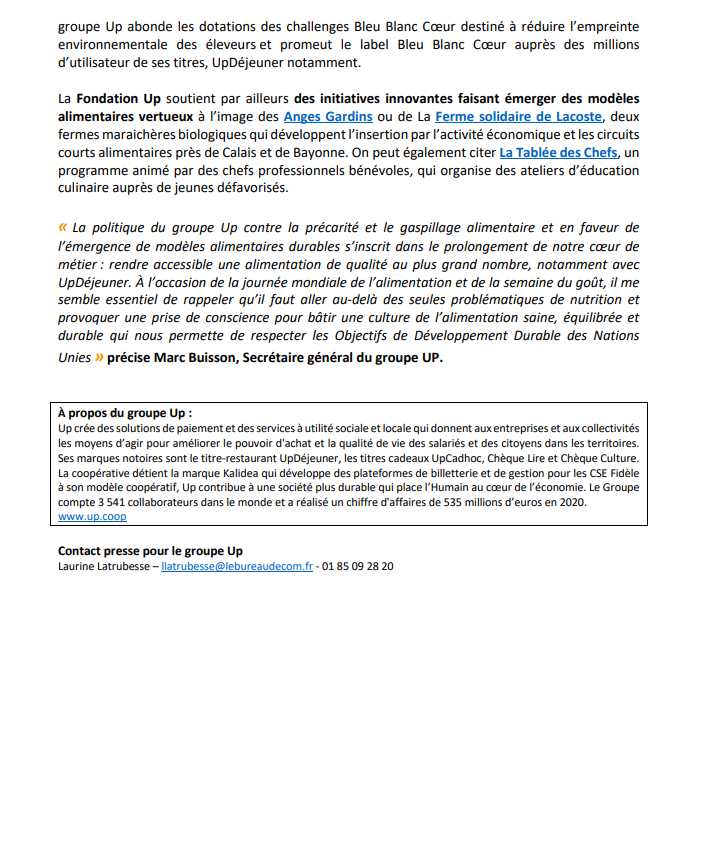 groupe Up abonde les dotations des challenges Bleu Blanc Cœur destiné à réduire l’empreinte
environnementale des éleveurs et promeut le label Bleu Blanc Cœur auprès des millions
d’utilisateur de ses titres, UpDéjeuner notamment.
La Fondation Up soutient par ailleurs des initiatives innovantes faisant émerger des modèles
alimentaires vertueux à l’image des Anges Gardins ou de La Ferme solidaire de Lacoste, deux
fermes maraichères biologiques qui développent l’insertion par l’activité économique et les circuits
courts alimentaires près de Calais et de Bayonne. On peut également citer La Tablée des Chefs, un
programme animé par des chefs professionnels bénévoles, qui organise des ateliers d’éducation
culinaire auprès de jeunes défavorisés.
« La politique du groupe Up contre la précarité et le gaspillage alimentaire et en faveur de
l’émergence de modèles alimentaires durables s’inscrit dans le prolongement de notre cœur de
métier : rendre accessible une alimentation de qualité au plus grand nombre, notamment avec
UpDéjeuner. À l’occasion de la journée mondiale de l’alimentation et de la semaine du goût, il me
semble essentiel de rappeler qu’il faut aller au-delà des seules problématiques de nutrition et
provoquer une prise de conscience pour bâtir une culture de l’alimentation saine, équilibrée et
durable qui nous permette de respecter les Objectifs de Développement Durable des Nations
Unies » précise Marc Buisson, Secrétaire général du groupe UP.
À propos du groupe Up :
Up crée des solutions de paiement et des services à utilité sociale et locale qui donnent aux entreprises et aux collectivités
les moyens d’agir pour améliorer le pouvoir d'achat et la qualité de vie des salariés et des citoyens dans les territoires.
Ses marques notoires sont le titre-restaurant UpDéjeuner, les titres cadeaux UpCadhoc, Chèque Lire et Chèque Culture.
La coopérative détient la marque Kalidea qui développe des plateformes de billetterie et de gestion pour les CSE Fidèle
à son modèle coopératif, Up contribue à une société plus durable qui place l’Humain au cœur de l’économie. Le Groupe
compte 3 541 collaborateurs dans le monde et a réalisé un chiffre d'affaires de 535 millions d’euros en 2020.
www.up.coop
Contact presse pour le groupe Up
Laurine Latrubesse – llatrubesse@lebureaudecom.fr - 01 85 09 28 20